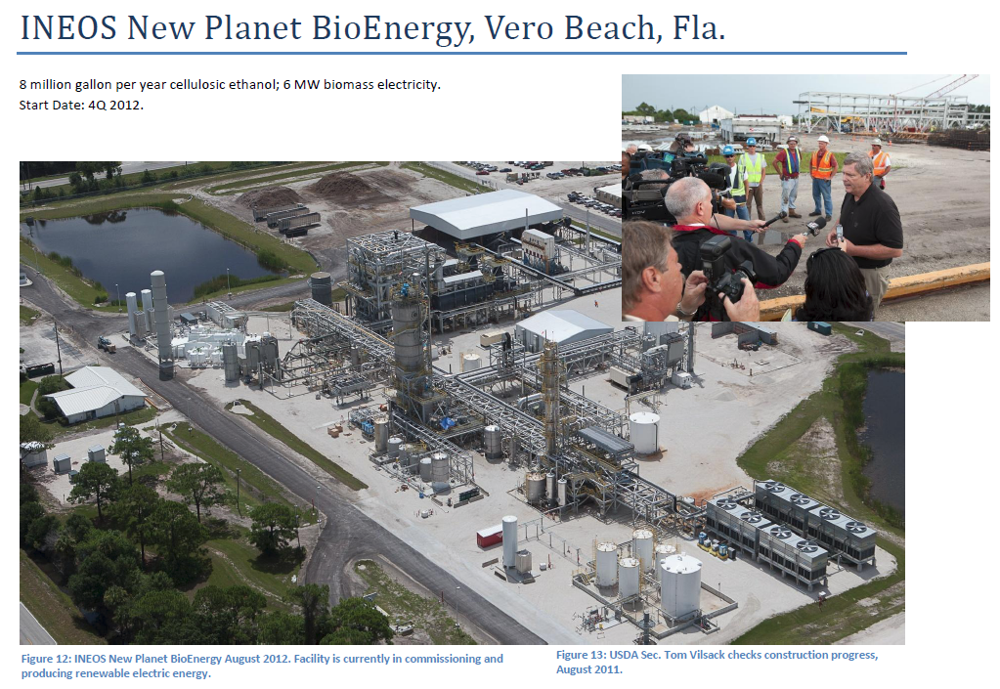 INEOS New Planet BioEnergy, Vero Beach, Fla.
8 million gallon per year cellulosic ethanol; 6 MW biomass electricity.
Start Date: 4Q 2012.
Figure 12: INEOS New Planet BioEnergy August 2012. Facility is currently in commissioning and
producing renewable electric energy.
Figure 13: USDA Sec. Tom Vilsack checks construction progress,
August 2011.